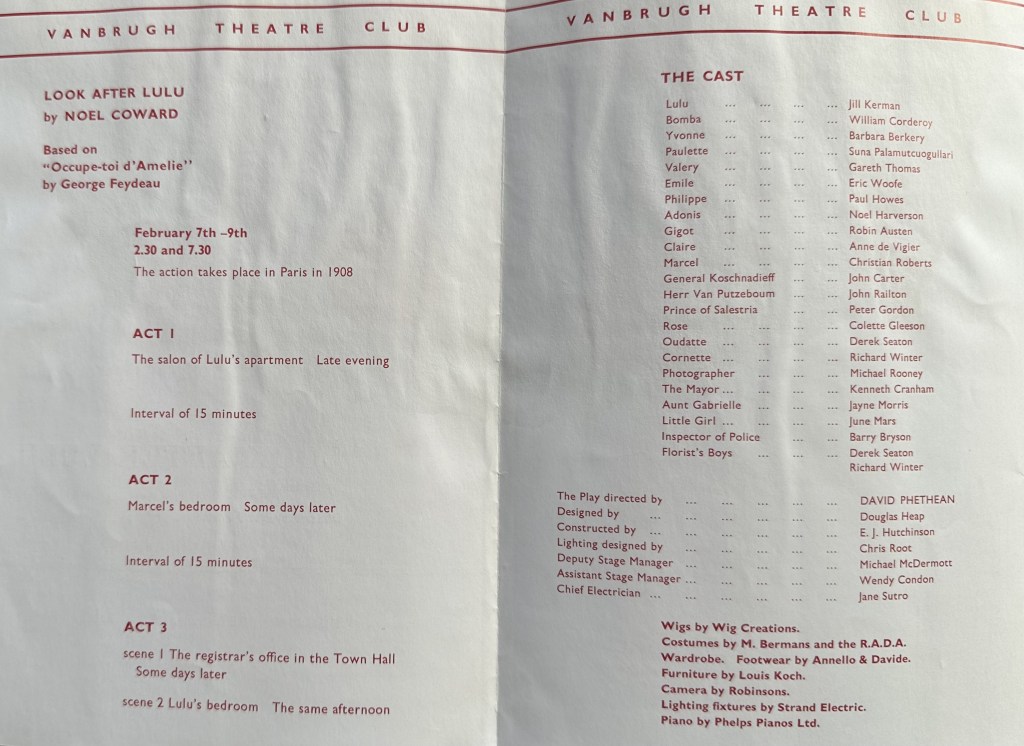 VANBRUGH THEATRE CLUB
LOOK AFTER LULU
by NOEL COWARD
Based on
“Occupe-toi d'Amelie”
by George Feydeau
February 7th –9th
2.30 and 7.30
The action takes place in Paris in 1908
ACT 1
The salon of Lulu's apartment Late evening
Interval of 15 minutes
ACT 2
Marcel's bedroom Some days later
Interval of 15 minutes
ACT 3
scene 1 The registrar's office in the Town Hall
Some days later
scene 2 Lulu's bedroom The same afternoon
VANBRUGH THEATRE CLUB
THE CAST
Lulu ... ... ... ... Jill Kerman
Bomba ... ... ... ... William Corderoy
Yvonne ... ... ... ... Barbara Berkery
Paulette ... ... ... ... Suna Palamutcuogullari
Valery ... ... ... ... Gareth Thomas
Emile ... ... ... ... Eric Woofe
Philippe ... ... ... ... Paul Howes
Adonis ... ... ... ... Noel Harverson
Gigot ... ... ... ... Robin Austen
Claire ... ... ... ... Anne de Vigier
Marcel ... ... ... ... Christian Roberts
General Koschnadieff ... ... John Carter
Herr Van Putzeboum ... ... John Railton
Prince of Salestria ... ... Peter Gordon
Rose ... ... ... ... Colette Gleeson
Oudatte ... ... ... ... Derek Seaton
Cornette ... ... ... ... Richard Winter
Photographer ... ... ... Michael Rooney
The Mayor ... ... ... ... Kenneth Cranham
Aunt Gabrielle ... ... ... Jayne Morris
Little Girl ... ... ... ... June Mars
Inspector of Police ... ... Barry Bryson
Florist's Boys ... ... ... Derek Seaton
Richard Winter
The Play directed by ... ... ... ... ... DAVID PHETHEAN
Designed by ... ... ... ... ... ... Douglas Heap
Constructed by ... ... ... ... ... ... E. J. Hutchinson
Lighting designed by ... ... ... ... ... Chris Root
Deputy Stage Manager ... ... ... ... ... Michael McDermott
Assistant Stage Manager ... ... ... ... ... Wendy Condon
Chief Electrician ... ... ... ... ... ... Jane Sutro
Wigs by Wig Creations.
Costumes by M. Bermans and the R.A.D.A.
Wardrobe. Footwear by Annello & Davide.
Furniture by Louis Koch.
Camera by Robinsons.
Lighting fixtures by Strand Electric.
Piano by Phelps Pianos Ltd.